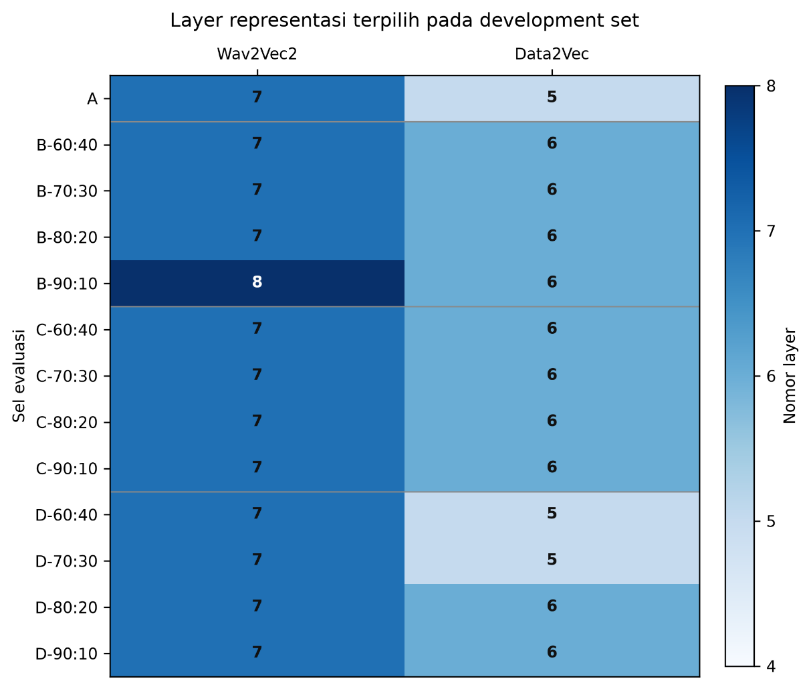 Layer representasi terpilih pada development set
Wav2Vec2 Data2Vec
A 7 5
B-60:40 7 6
B-70:30 7 6
B-80:20 7 6
B-90:10 8 6
C-60:40 7 6
C-70:30 7 6
C-80:20 7 6
C-90:10 7 6
D-60:40 7 5
D-70:30 7 5
D-80:20 7 6
D-90:10 7 6
Sel evaluasi
8
7
6
5
4
Nomor layer